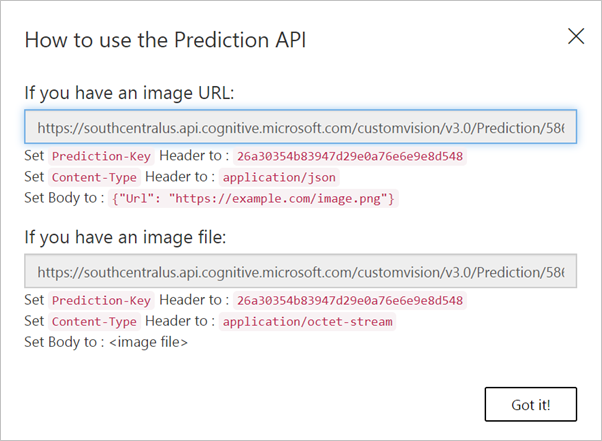 How to use the Prediction API
If you have an image URL:
https://southcentralus.api.cognitive.microsoft.com/customvision/v3.0/Prediction/586
Set Prediction-Key Header to : 26a30354b83947d29e0a76e6e9e8d548
Set Content-Type Header to : application/json
Set Body to : {"Url": "https://example.com/image.png"}
If you have an image file:
https://southcentralus.api.cognitive.microsoft.com/customvision/v3.0/Prediction/586
Set Prediction-Key Header to : 26a30354b83947d29e0a76e6e9e8d548
Set Content-Type Header to : application/octet-stream
Set Body to : <image file>
Got it!